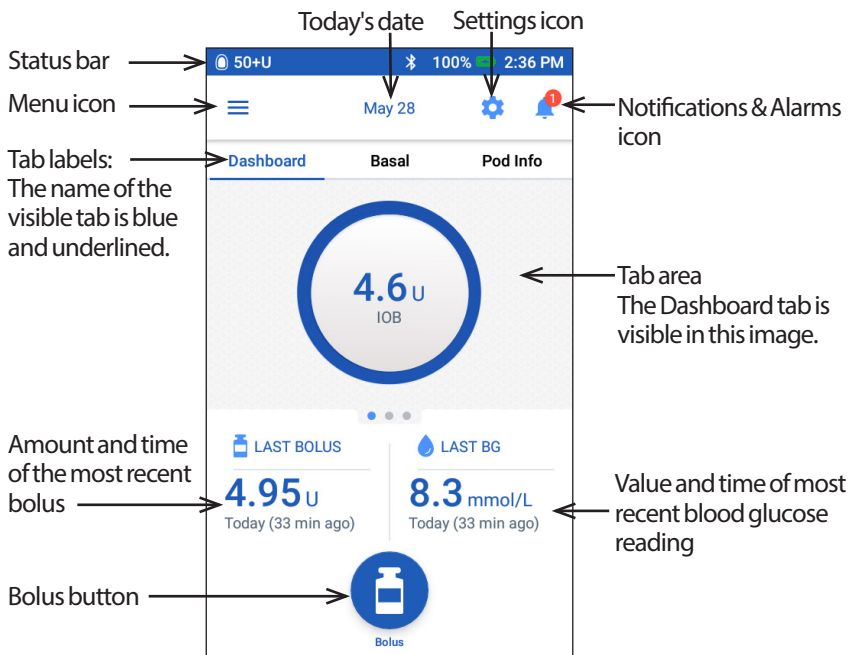 Today's date
Settings icon
Status bar
50+U
100%
2:36 PM
Menu icon
May 28
1
Notifications & Alarms
icon
Tab labels:
The name of the
visible tab is blue
and underlined.
Dashboard
Basal
Pod Info
4.6 U
IOB
Tab area
The Dashboard tab is
visible in this image.
Amount and time
of the most recent
bolus
LAST BOLUS
4.95 U
Today (33 min ago)
LAST BG
8.3 mmol/L
Today (33 min ago)
Value and time of most
recent blood glucose
reading
Bolus button
Bolus